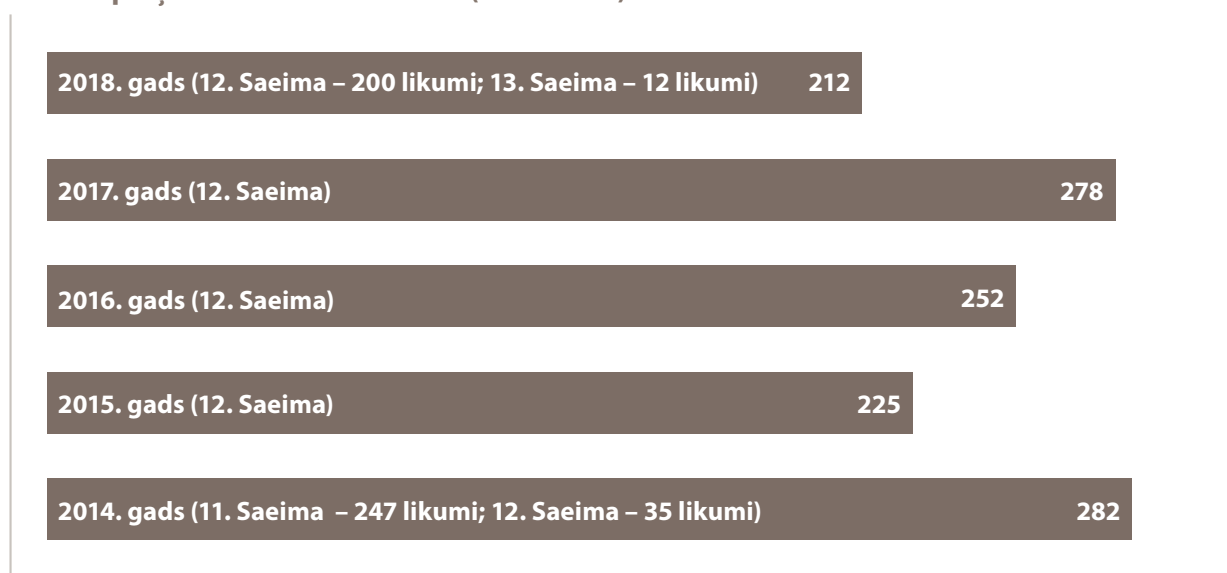 2018. gads (12. Saeima – 200 likumi; 13. Saeima – 12 likumi) 212
2017. gads (12. Saeima) 278
2016. gads (12. Saeima) 252
2015. gads (12. Saeima) 225
2014. gads (11. Saeima – 247 likumi; 12. Saeima – 35 likumi) 282